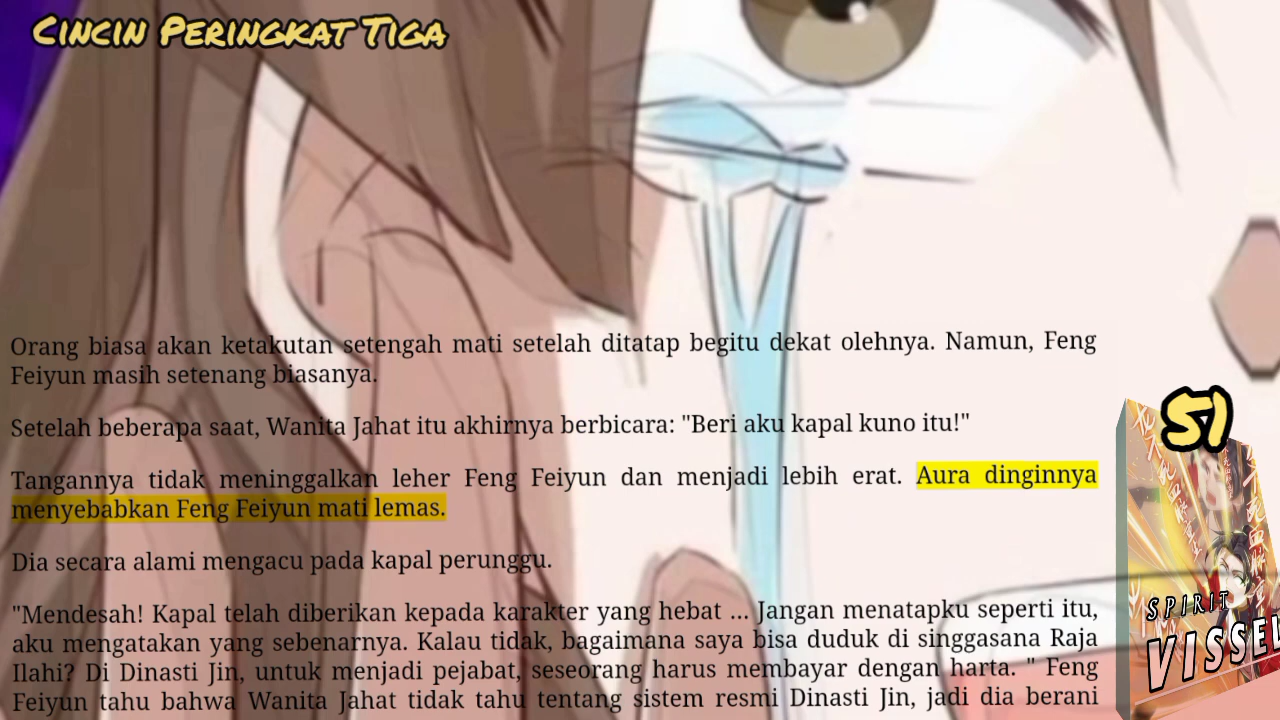 Cincin Peringkat Tiga
Orang biasa akan ketakutan setengah mati setelah ditatap begitu dekat olehnya. Namun, Feng
Feiyun masih setenang biasanya.
Setelah beberapa saat, Wanita Jahat itu akhirnya berbicara: "Beri aku kapal kuno itu!"
Tangannya tidak meninggalkan leher Feng Feiyun dan menjadi lebih erat. Aura dinginnya
menyebabkan Feng Feiyun mati lemas.
Dia secara alami mengacu pada kapal perunggu.
"Mendesah! Kapal telah diberikan kepada karakter yang hebat ... Jangan menatapku seperti itu,
aku mengatakan yang sebenarnya. Kalau tidak, bagaimana saya bisa duduk di singgasana Raja
Ilahi? Di Dinasti Jin, untuk menjadi pejabat, seseorang harus membayar dengan harta. " Feng
Feiyun tahu bahwa Wanita Jahat tidak tahu tentang sistem resmi Dinasti Jin, jadi dia berani
51
SPIRIT
VISSEL